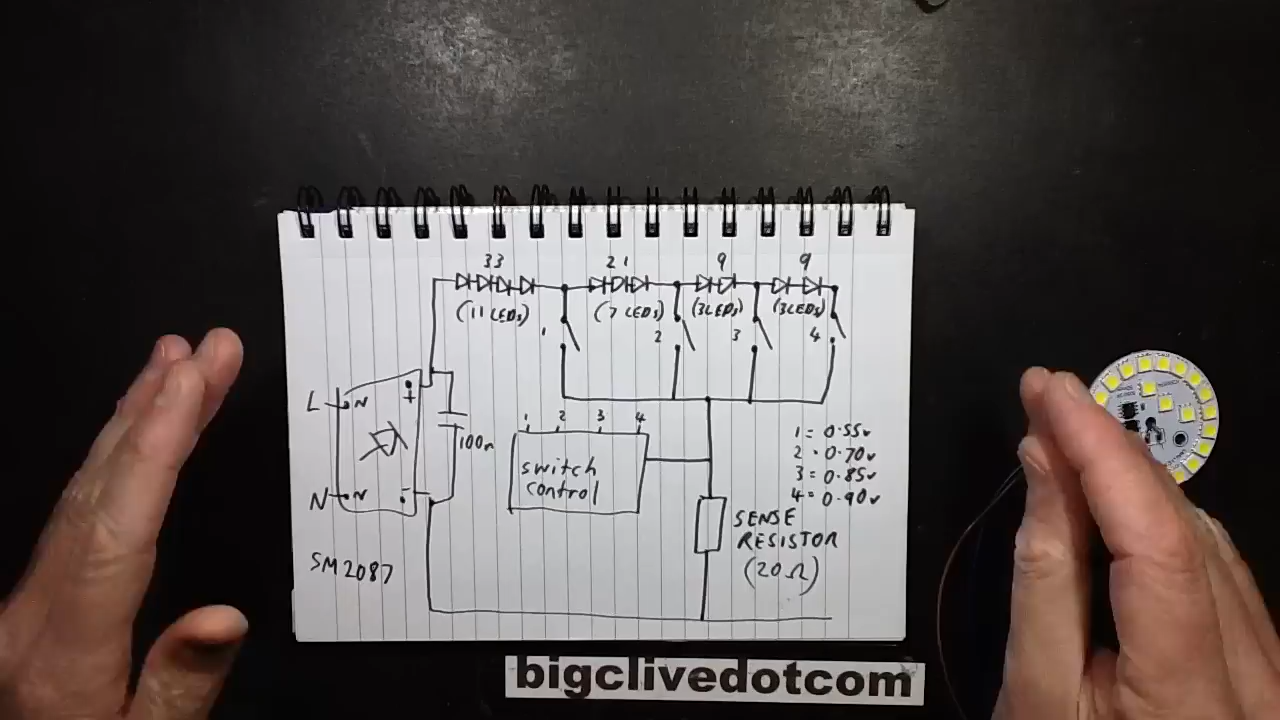 33 21 9 9
(11 LEDs) (7 LEDs) (3LEDs) (3LEDs)
1 2 3 4
L ~ +
1 2 3 4
100n
switch
control
N ~ -
1 = 0.55v
2 = 0.70v
3 = 0.85v
4 = 0.90v
SENSE
RESISTOR
(20Ω)
SM2087
bigclivedotcom